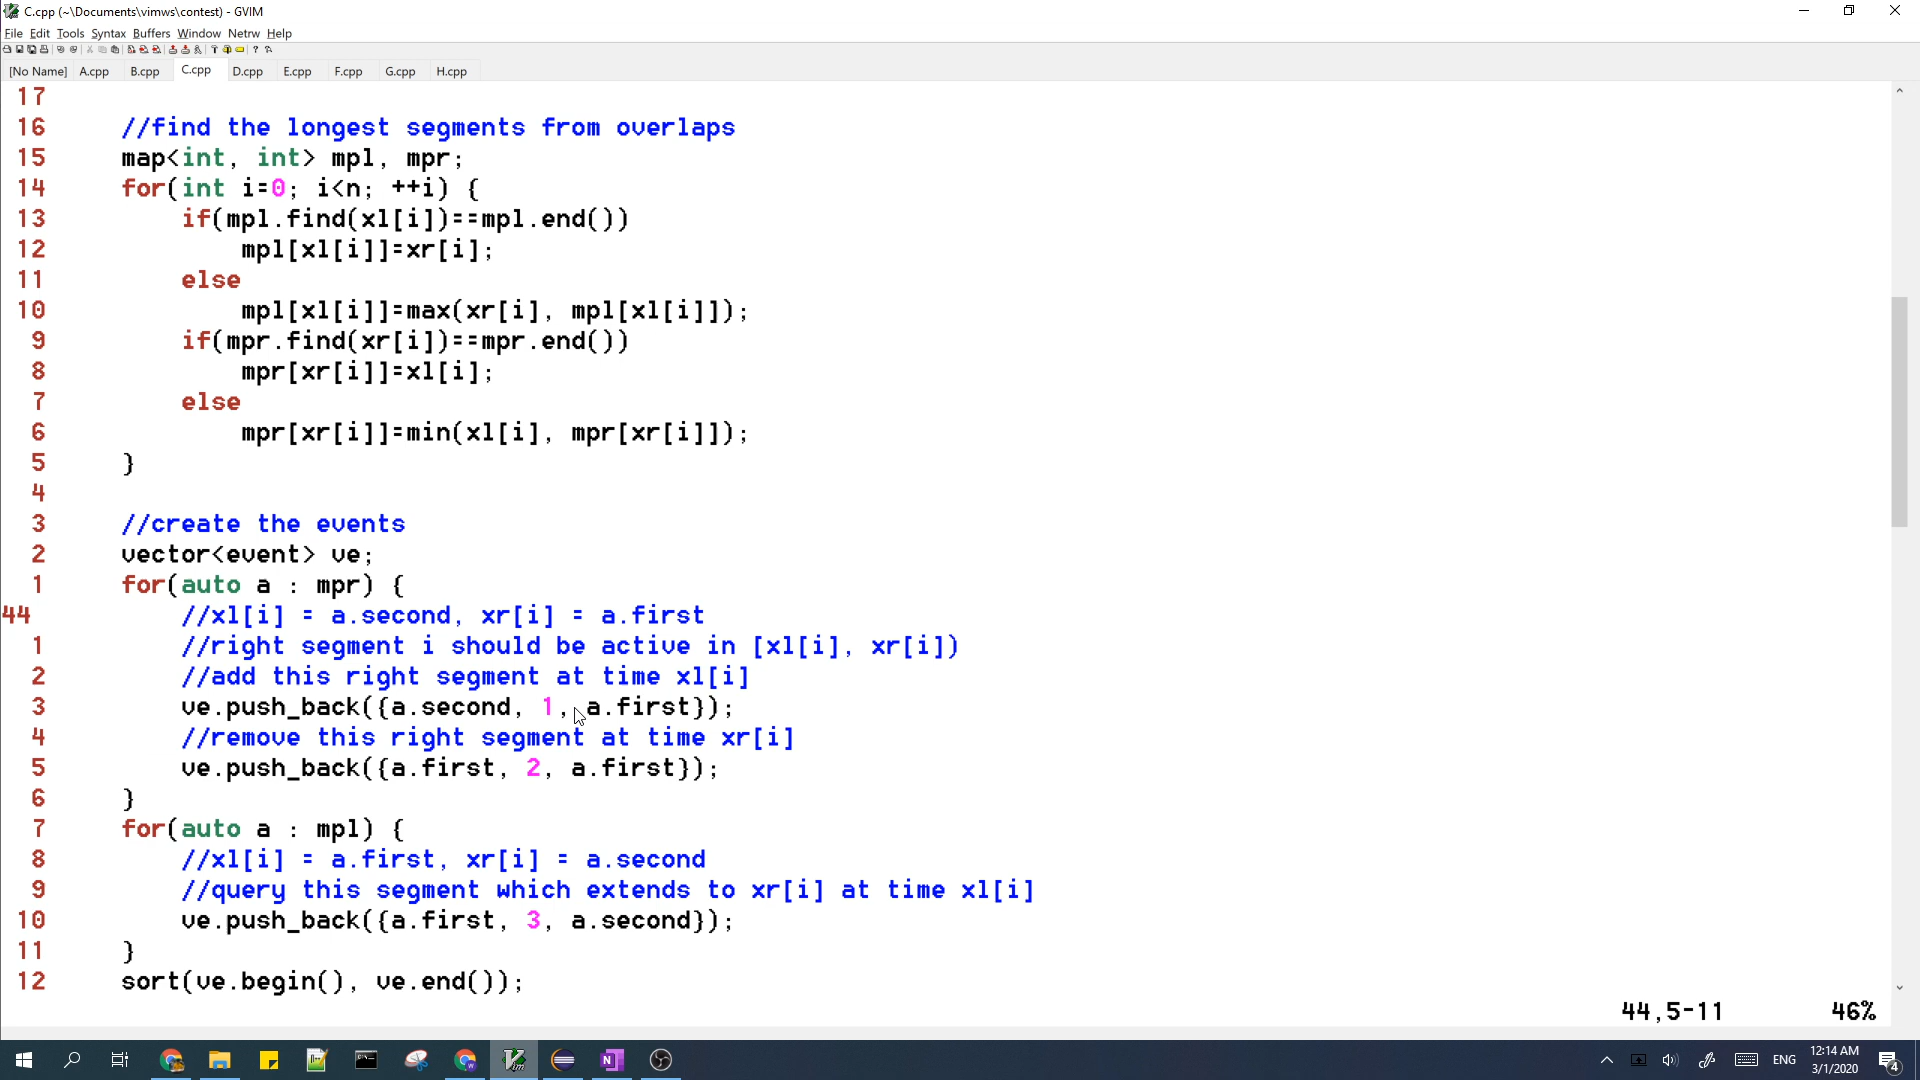 C.cpp (~\Documents\vimws\contest) - GVIM
File Edit Tools Syntax Buffers Window Netrw Help
[No Name] A.cpp B.cpp C.cpp D.cpp E.cpp F.cpp G.cpp H.cpp
17
16 //find the longest segments from overlaps
15 map<int, int> mpl, mpr;
14 for(int i=0; i<n; ++i) {
13 if(mpl.find(xl[i])==mpl.end())
12 mpl[xl[i]]=xr[i];
11 else
10 mpl[xl[i]]=max(xr[i], mpl[xl[i]]);
9 if(mpr.find(xr[i])==mpr.end())
8 mpr[xr[i]]=xl[i];
7 else
6 mpr[xr[i]]=min(xl[i], mpr[xr[i]]);
5 }
4
3 //create the events
2 vector<event> ve;
1 for(auto a : mpr) {
44 //xl[i] = a.second, xr[i] = a.first
1 //right segment i should be active in [xl[i], xr[i])
2 //add this right segment at time xl[i]
3 ve.push_back({a.second, 1, a.first});
4 //remove this right segment at time xr[i]
5 ve.push_back({a.first, 2, a.first});
6 }
7 for(auto a : mpl) {
8 //xl[i] = a.first, xr[i] = a.second
9 //query this segment which extends to xr[i] at time xl[i]
10 ve.push_back({a.first, 3, a.second});
11 }
12 sort(ve.begin(), ve.end());
44,5-11 46%
ENG 12:14 AM
3/1/2020 4